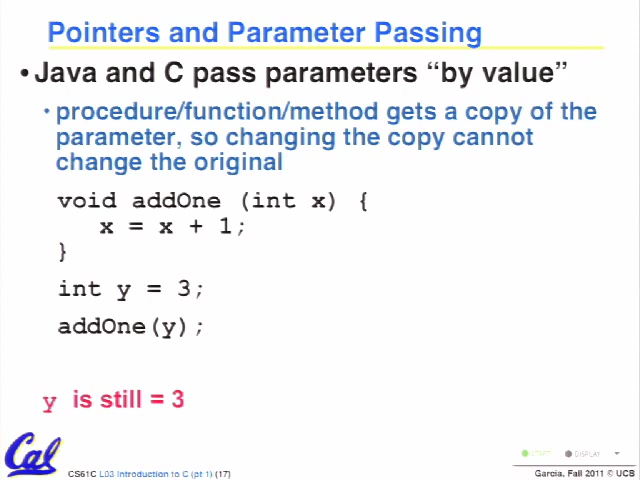 Pointers and Parameter Passing
• Java and C pass parameters “by value”
• procedure/function/method gets a copy of the
parameter, so changing the copy cannot
change the original
void addOne (int x) {
x = x + 1;
}
int y = 3;
addOne(y);
y is still = 3
Cal
CS61C L03 Introduction to C (pt 1) (17)
START DISPLAY
Garcia, Fall 2011 © UCB